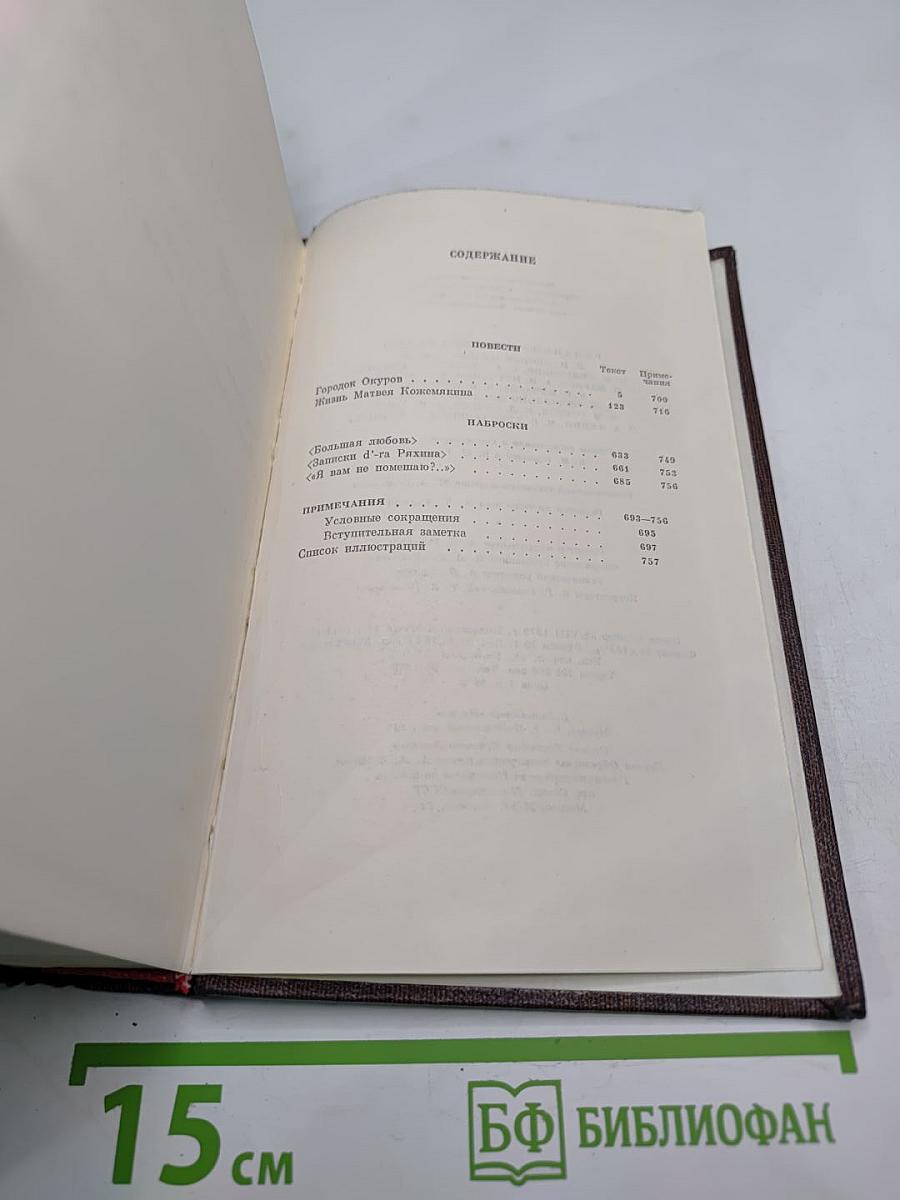 СОДЕРЖАНИЕ
ПОВЕСТИ
Текст Приме-
чания
Городок Окуров . . . . . . . . . . . . . . 5 700
Жизнь Матвея Кожемякина . . . . . . . . . 123 716
НАБРОСКИ
<Большая любовь> . . . . . . . . . . . . 633 749
<Записки d'-га Ряхина> . . . . . . . . . . 661 753
<«Я вам не помешаю?..»> . . . . . . . . . 685 756
ПРИМЕЧАНИЯ . . . . . . . . . . . . . . 693—756
Условные сокращения . . . . . . . . . . 695
Вступительная заметка . . . . . . . . . 697
Список иллюстраций . . . . . . . . . . . 757
15 см
БФ БИБЛИОФАН